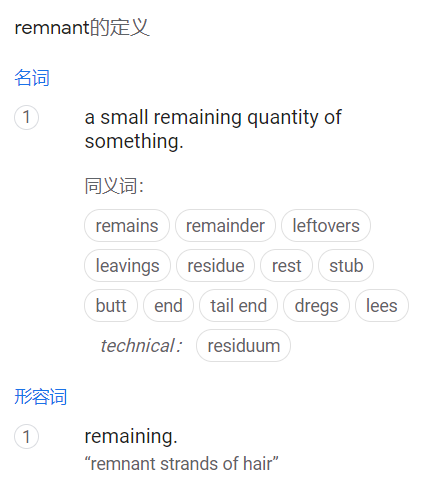 remnant的定义
名词
1
a small remaining quantity of
something.
同义词：
remains remainder leftovers
leavings residue rest stub
butt end tail end dregs lees
technical： residuum
形容词
1
remaining.
“remnant strands of hair”